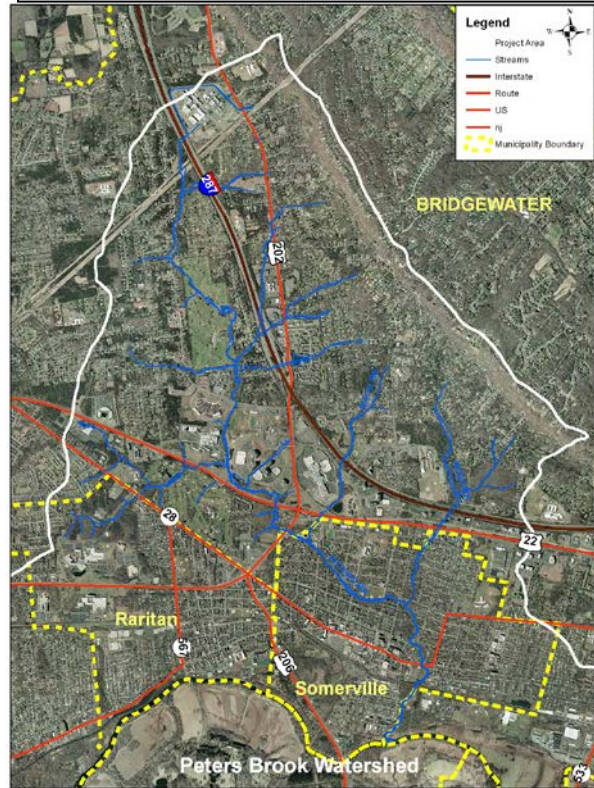 Legend
N
W
E
S
Project Area
Streams
Interstate
Route
US
nj
Municipality Boundary
287
BRIDGEWATER
202
28
22
Raritan
567
206
Somerville
Peters Brook Watershed
533